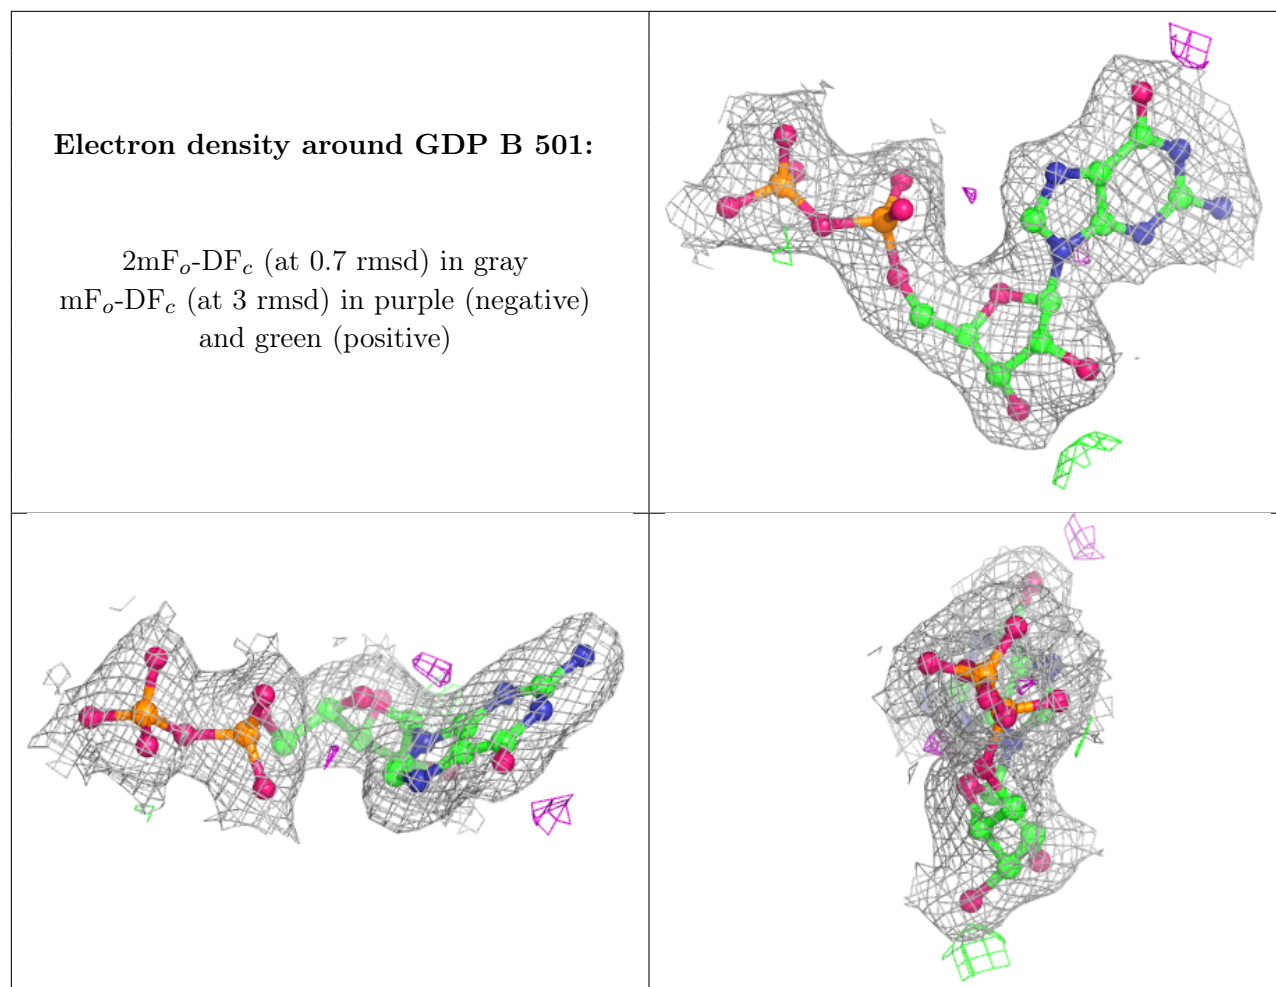 Electron density around GDP B 501:
2mFo-DFc (at 0.7 rmsd) in gray
mFo-DFc (at 3 rmsd) in purple (negative)
and green (positive)